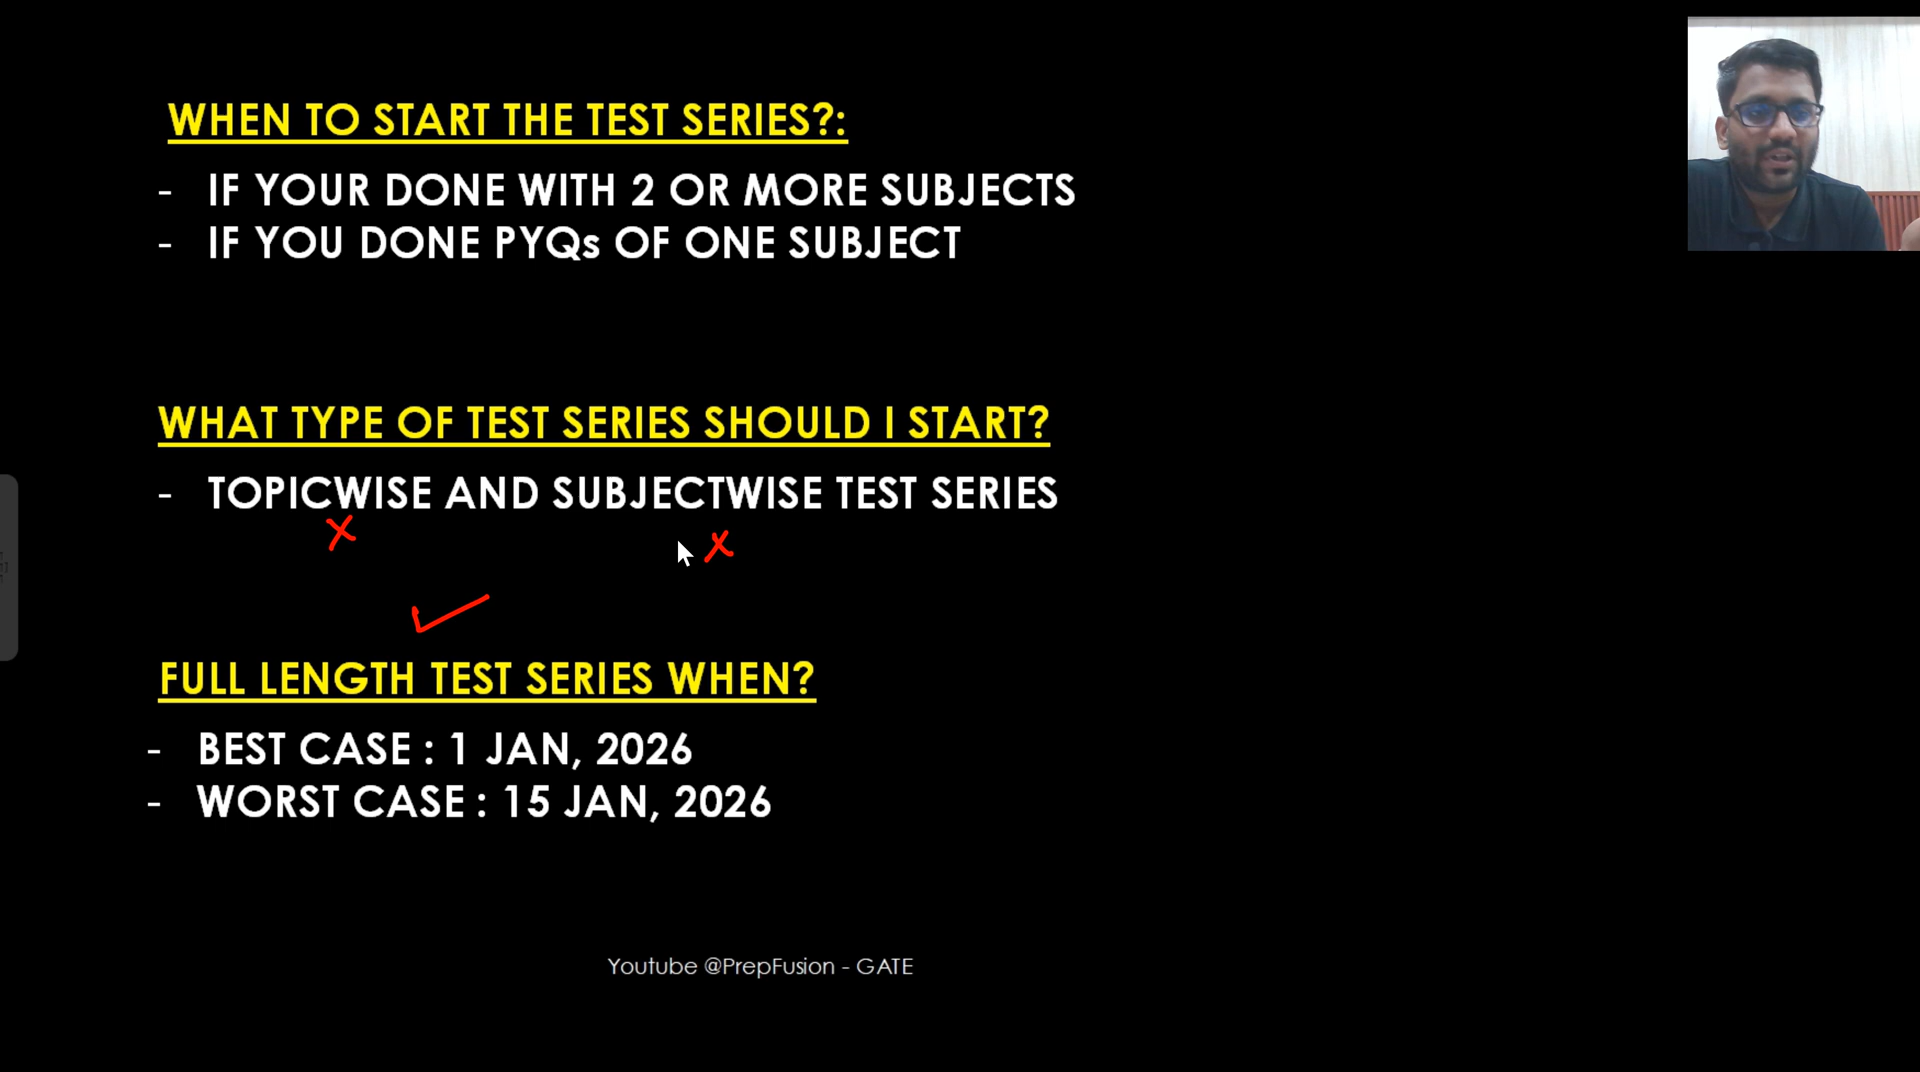 WHEN TO START THE TEST SERIES?:
- IF YOUR DONE WITH 2 OR MORE SUBJECTS
- IF YOU DONE PYQs OF ONE SUBJECT
WHAT TYPE OF TEST SERIES SHOULD I START?
- TOPICWISE AND SUBJECTWISE TEST SERIES
FULL LENGTH TEST SERIES WHEN?
- BEST CASE : 1 JAN, 2026
- WORST CASE : 15 JAN, 2026
Youtube @PrepFusion - GATE